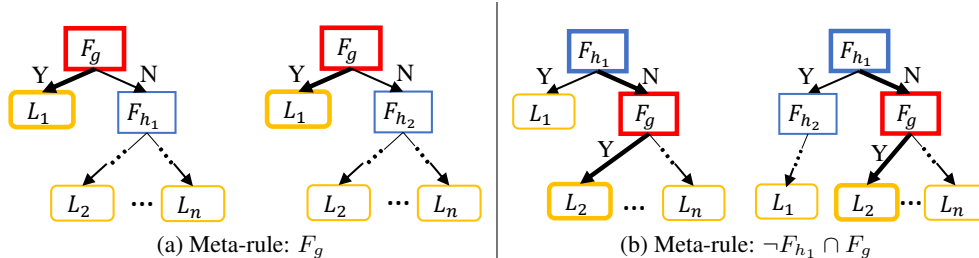 F_g
Y N
L_1 F_{h_1}
... ...
L_2 ... L_n
F_g
Y N
L_1 F_{h_2}
... ...
L_2 ... L_n
(a) Meta-rule: F_g
F_{h_1}
Y N
L_1 F_g
Y ...
L_2 ... L_n
F_{h_1}
Y N
F_{h_2} F_g
... Y ...
L_1 L_2 ... L_n
(b) Meta-rule: ¬F_{h_1} ∩ F_g